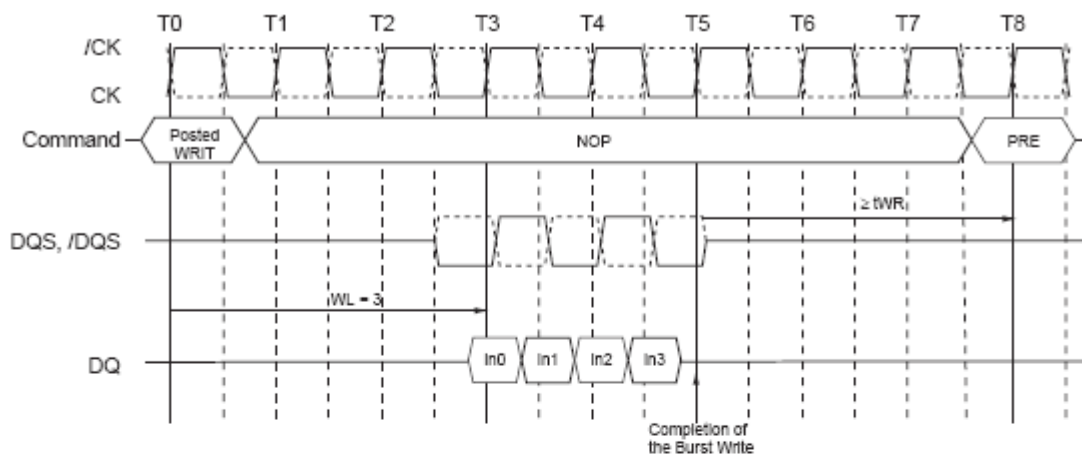 T0 T1 T2 T3 T4 T5 T6 T7 T8
/CK
CK
Command
Posted
WRIT
NOP
PRE
≥ tWR
DQS, /DQS
WL = 3
DQ
In0 In1 In2 In3
Completion of
the Burst Write